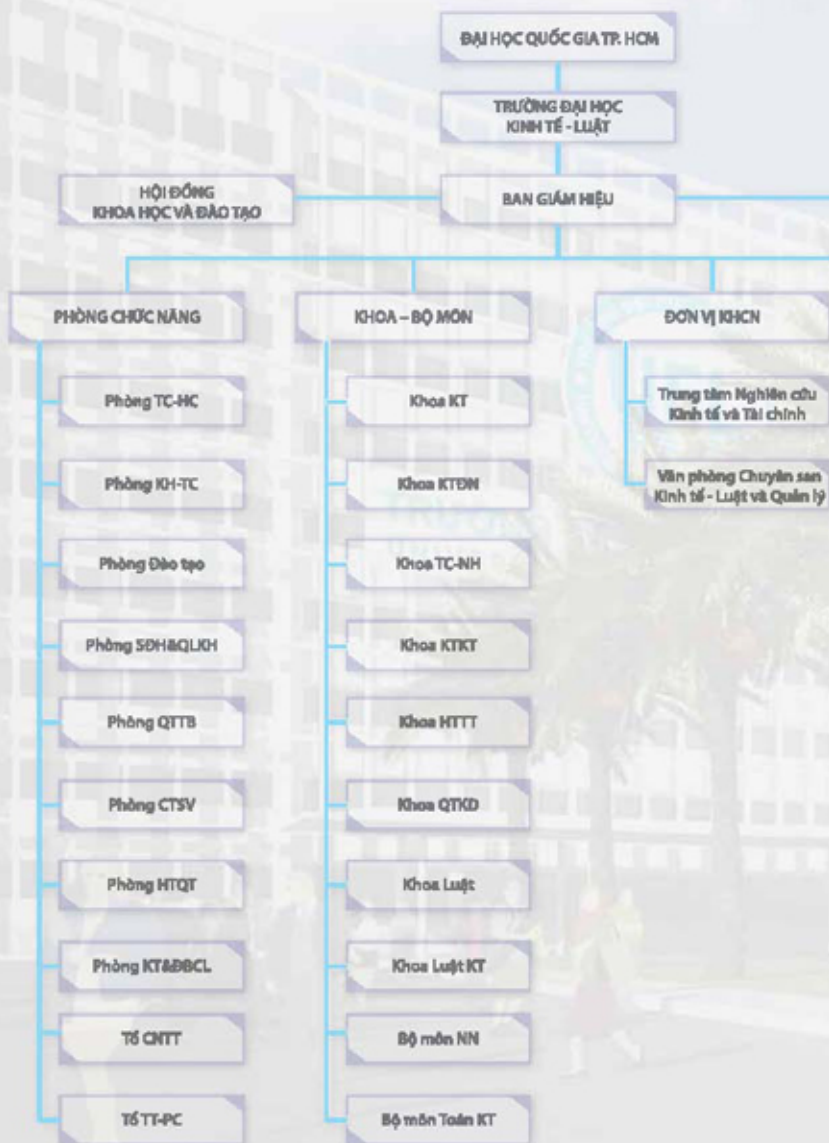 ĐẠI HỌC QUỐC GIA TP. HCM
TRƯỜNG ĐẠI HỌC
KINH TẾ - LUẬT
HỘI ĐỒNG
KHOA HỌC VÀ ĐÀO TẠO
BAN GIÁM HIỆU
PHÒNG CHỨC NĂNG
Phòng TC-HC
Phòng KH-TC
Phòng Đào tạo
Phòng SĐH&QLKH
Phòng QTTB
Phòng CTSV
Phòng HTQT
Phòng KT&ĐBCL
Tổ CNTT
Tổ TT-PC
KHOA – BỘ MÔN
Khoa KT
Khoa KTĐN
Khoa TC-NH
Khoa KTKT
Khoa HTTT
Khoa QTKD
Khoa Luật
Khoa Luật KT
Bộ môn NN
Bộ môn Toán KT
ĐƠN VỊ KHCN
Trung tâm Nghiên cứu
Kinh tế và Tài chính
Văn phòng Chuyên san
Kinh tế - Luật và Quản lý